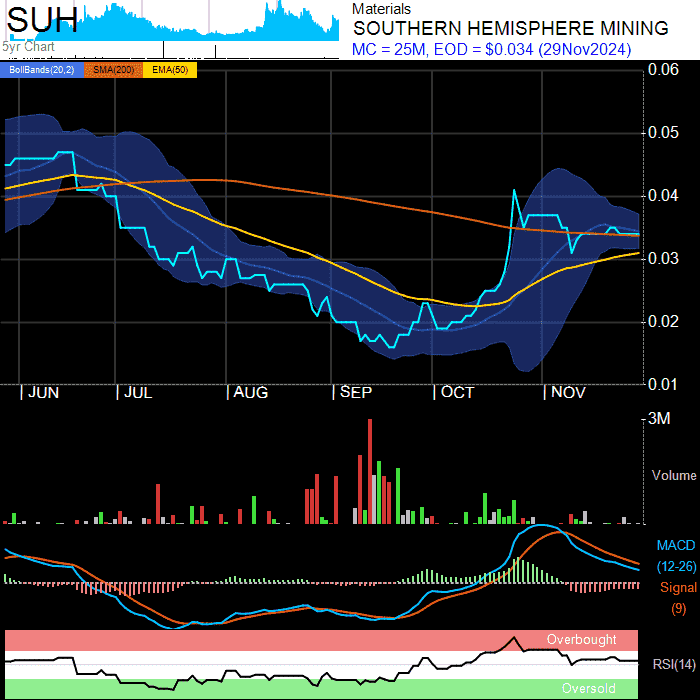 SUH
5yr Chart
Materials
SOUTHERN HEMISPHERE MINING
MC = 25M, EOD = $0.034 (29Nov2024)
BollBands(20,2) SMA(200) EMA(50)
0.06
0.05
0.04
0.03
0.02
0.01
JUN JUL AUG SEP OCT NOV
3M
Volume
MACD
(12-26)
Signal
(9)
Overbought
RSI(14)
Oversold